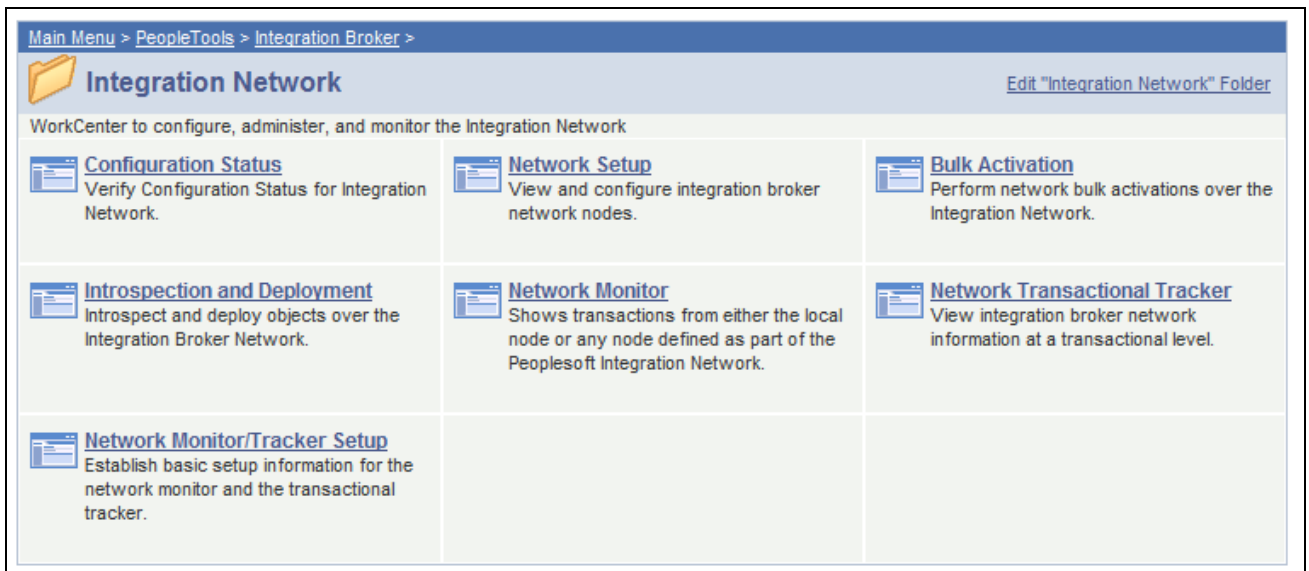 Main Menu > PeopleTools > Integration Broker >
Integration Network
Edit "Integration Network" Folder
WorkCenter to configure, administer, and monitor the Integration Network
Configuration Status
Verify Configuration Status for Integration
Network.
Network Setup
View and configure integration broker
network nodes.
Bulk Activation
Perform network bulk activations over the
Integration Network.
Introspection and Deployment
Introspect and deploy objects over the
Integration Broker Network.
Network Monitor
Shows transactions from either the local
node or any node defined as part of the
Peoplesoft Integration Network.
Network Transactional Tracker
View integration broker network
information at a transactional level.
Network Monitor/Tracker Setup
Establish basic setup information for the
network monitor and the transactional
tracker.